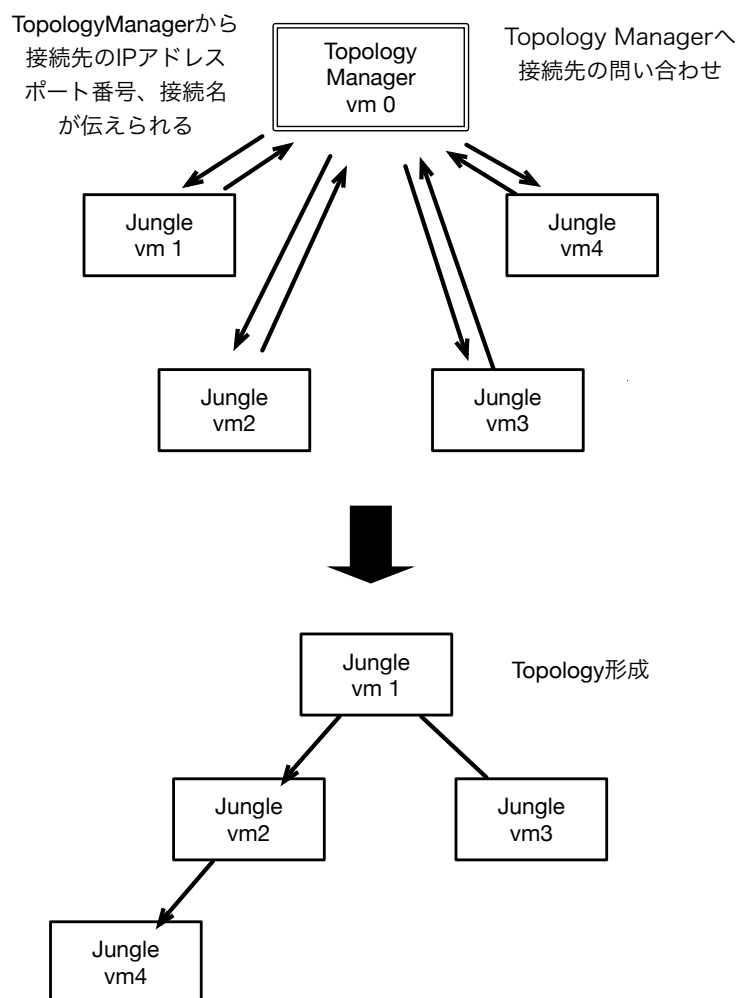 TopologyManagerから
接続先のIPアドレス
ポート番号、接続名
が伝えられる
Topology
Manager
vm 0
Topology Managerへ
接続先の問い合わせ
Jungle
vm 1
Jungle
vm4
Jungle
vm2
Jungle
vm3
Jungle
vm 1
Topology形成
Jungle
vm2
Jungle
vm3
Jungle
vm4